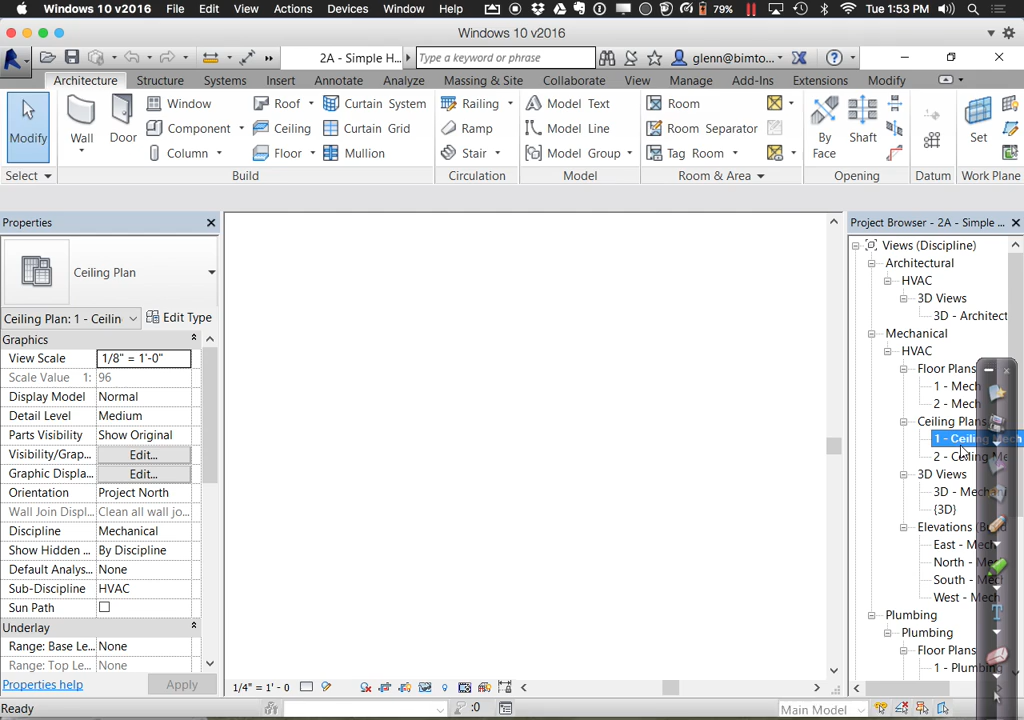 Windows 10 v2016 File Edit View Actions Devices Window Help 79% Tue 1:53 PM
Windows 10 v2016
2A - Simple H... Type a keyword or phrase glenn@bimto...
Architecture Structure Systems Insert Annotate Analyze Massing & Site Collaborate View Manage Add-Ins Extensions Modify
Modify Wall Door Window Roof Curtain System Railing Model Text Room By Face Shaft Set
Component Ceiling Curtain Grid Ramp Model Line Room Separator
Column Floor Mullion Stair Model Group Tag Room
Select Build Circulation Model Room & Area Opening Datum Work Plane
Properties
Ceiling Plan
Ceiling Plan: 1 - Ceilin Edit Type
Graphics
View Scale 1/8" = 1'-0"
Scale Value 1: 96
Display Model Normal
Detail Level Medium
Parts Visibility Show Original
Visibility/Grap... Edit...
Graphic Displa... Edit...
Orientation Project North
Wall Join Displ... Clean all wall jo...
Discipline Mechanical
Show Hidden ... By Discipline
Default Analys... None
Sub-Discipline HVAC
Sun Path
Underlay
Range: Base Le... None
Range: Top Le... None
Properties help Apply
1/4" = 1' - 0
Project Browser - 2A - Simple ...
Views (Discipline)
Architectural
HVAC
3D Views
3D - Architect
Mechanical
HVAC
Floor Plans
1 - Mech
2 - Mech
Ceiling Plans
1 - Ceiling Mech
2 - Ceiling Me
3D Views
3D - Mechani
{3D}
Elevations (Build
East - Mech
North - Me
South - Me
West - Mech
Plumbing
Plumbing
Floor Plans
1 - Plumbin
Ready :0 Main Model